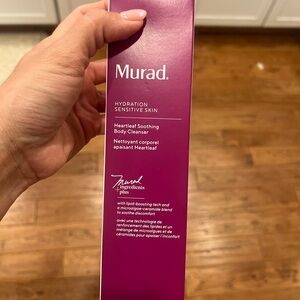 Murad.
HYDRATION
SENSITIVE SKIN
Heartleaf Soothing
Body Cleanser
Nettoyant corporel
apaisant Heartleaf
Murad
ingredients
plus
with lipid-boosting tech and
a microalgae-ceramide blend
to soothe discomfort
avec une technologie de
renforcement des lipides et un
mélange de microalgues et de
céramides pour apaiser l'inconfort